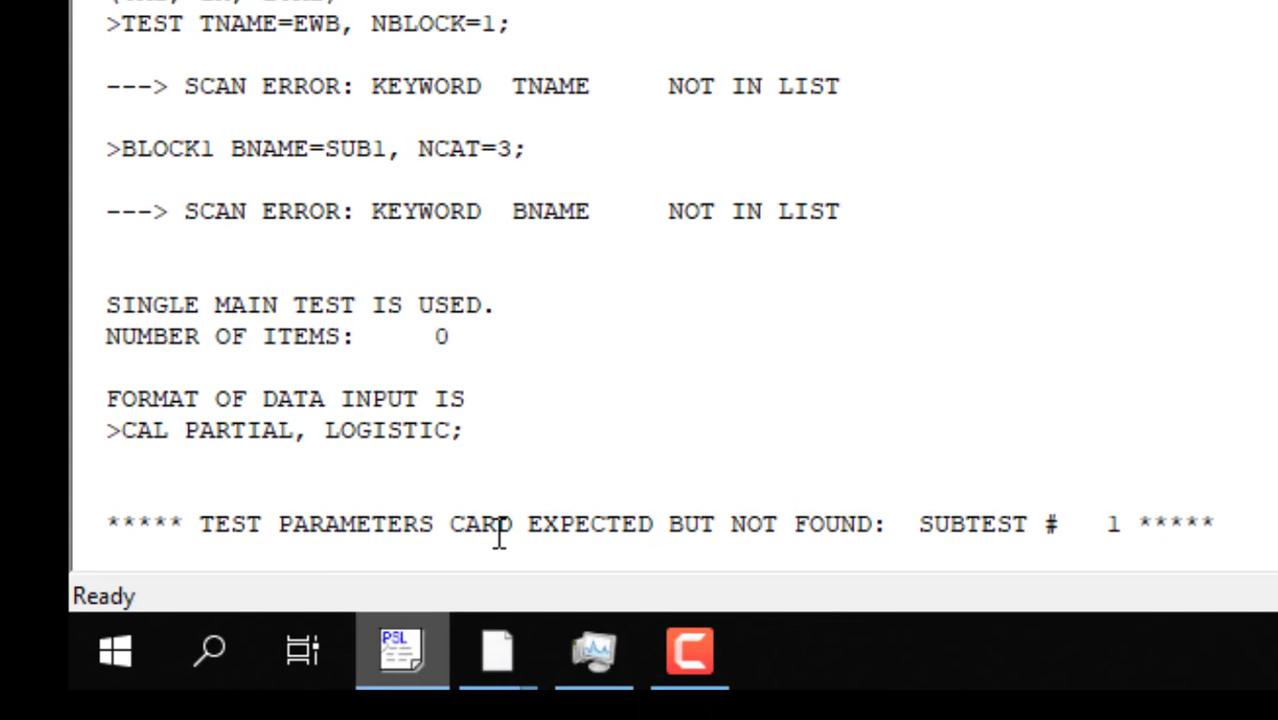 >TEST TNAME=EWB, NBLOCK=1;
---> SCAN ERROR: KEYWORD  TNAME     NOT IN LIST
>BLOCK1 BNAME=SUB1, NCAT=3;
---> SCAN ERROR: KEYWORD  BNAME     NOT IN LIST
SINGLE MAIN TEST IS USED.
NUMBER OF ITEMS:     0
FORMAT OF DATA INPUT IS
>CAL PARTIAL, LOGISTIC;
***** TEST PARAMETERS CARD EXPECTED BUT NOT FOUND:  SUBTEST #   1 *****
Ready
PSL